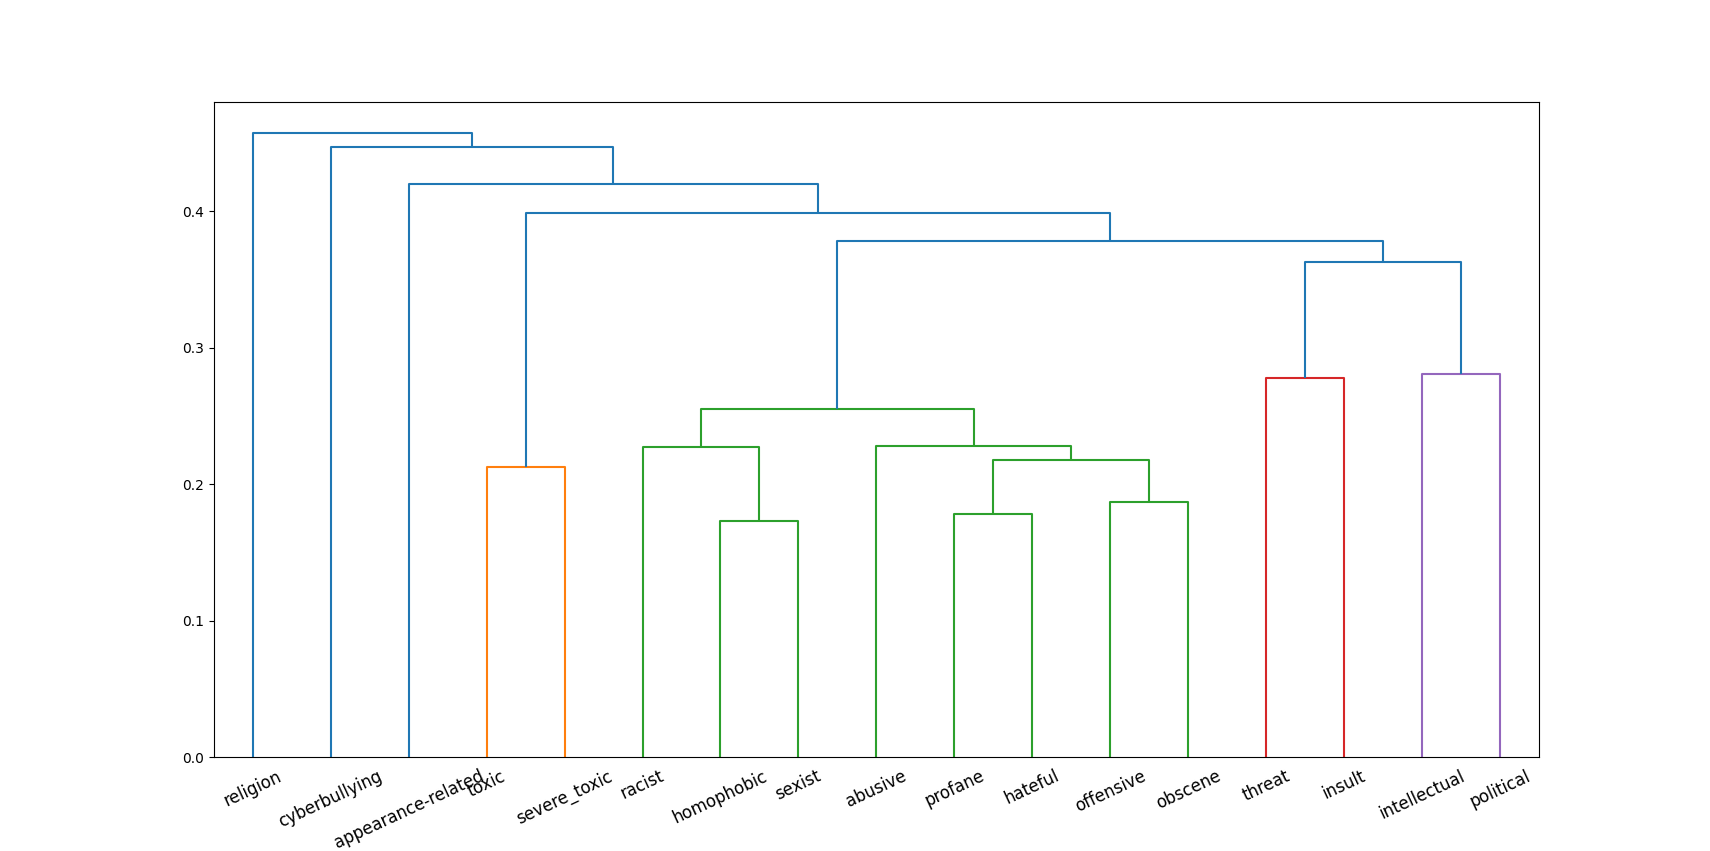 0.4
0.3
0.2
0.1
0.0
religion
cyberbullying
appearance-related
toxic
severe_toxic
racist
homophobic
sexist
abusive
profane
hateful
offensive
obscene
threat
insult
intellectual
political